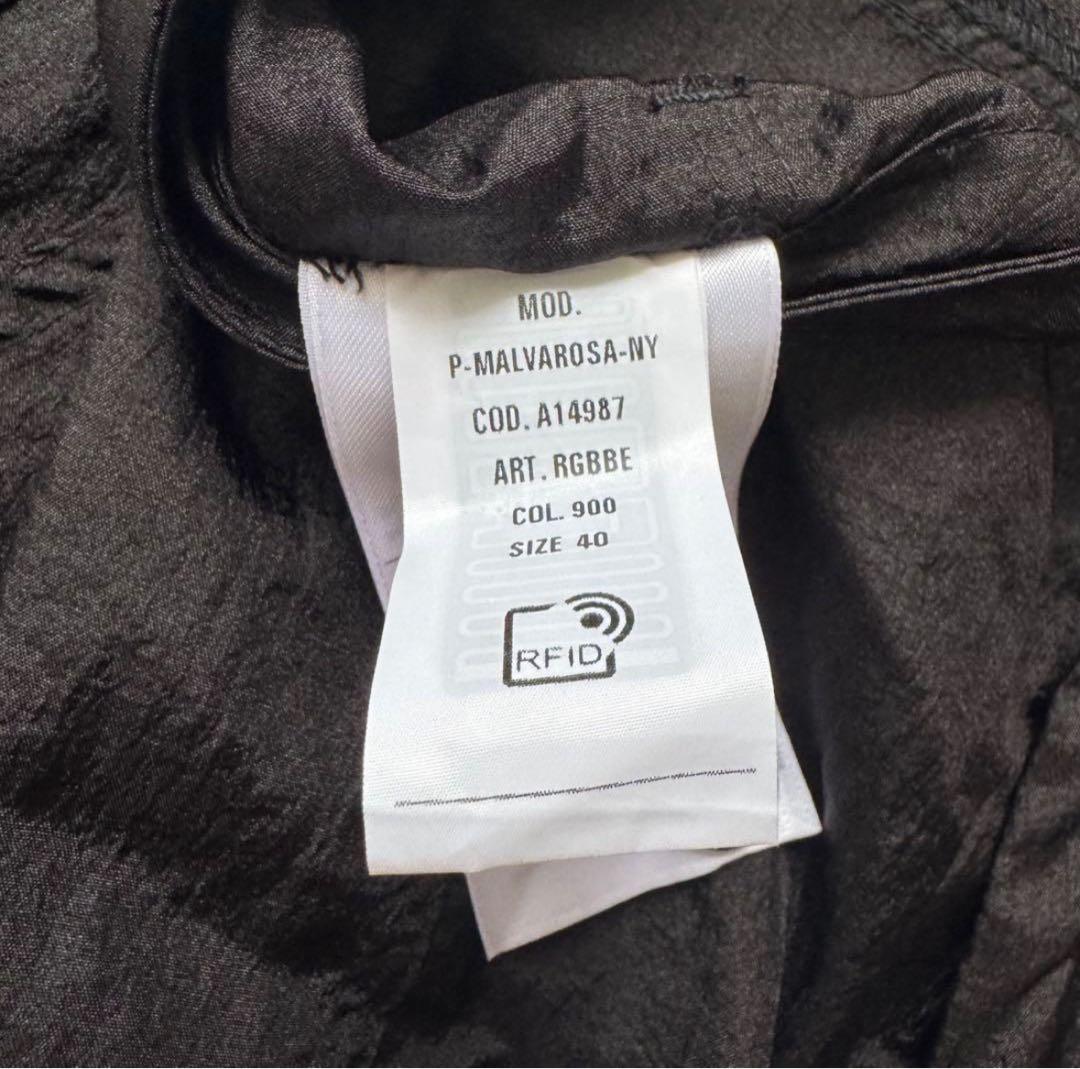 MOD.
P-MALVAROSA-NY
COD. A14987
ART. RGBBE
COL. 900
SIZE 40
RFID